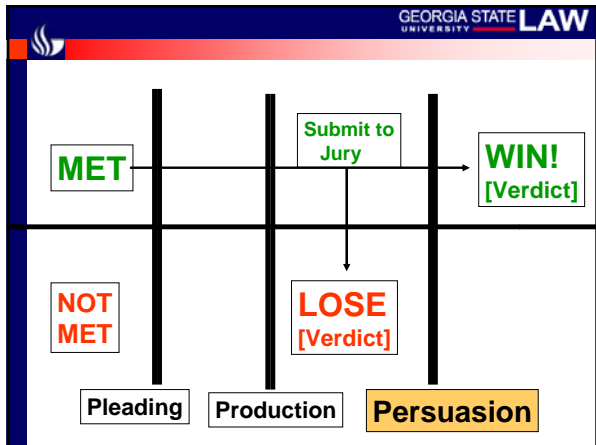 GEORGIA STATE LAW
UNIVERSITY
Submit to
Jury
MET
WIN!
[Verdict]
NOT
MET
LOSE
[Verdict]
Pleading
Production
Persuasion